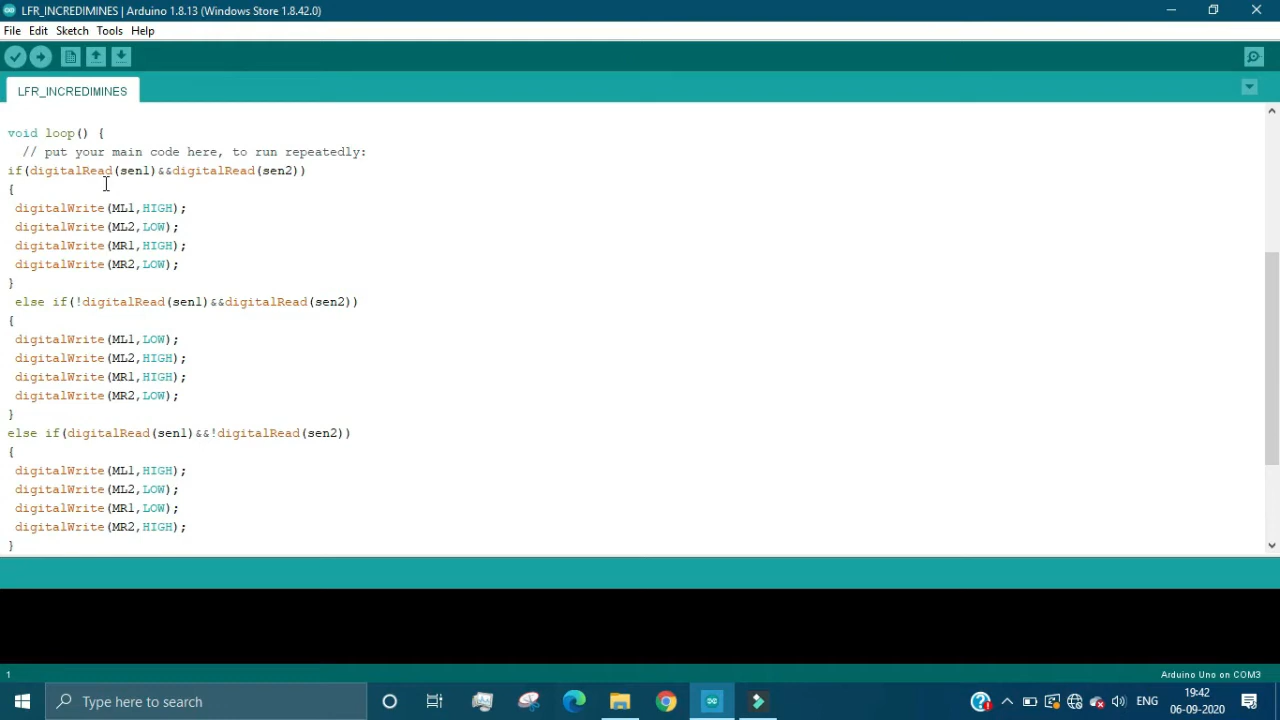 LFR_INCREDIMINES | Arduino 1.8.13 (Windows Store 1.8.42.0)
File Edit Sketch Tools Help
LFR_INCREDIMINES
void loop() {
  // put your main code here, to run repeatedly:
if(digitalRead(sen1)&&digitalRead(sen2))
{
 digitalWrite(ML1,HIGH);
 digitalWrite(ML2,LOW);
 digitalWrite(MR1,HIGH);
 digitalWrite(MR2,LOW);
}
 else if(!digitalRead(sen1)&&digitalRead(sen2))
{
 digitalWrite(ML1,LOW);
 digitalWrite(ML2,HIGH);
 digitalWrite(MR1,HIGH);
 digitalWrite(MR2,LOW);
}
else if(digitalRead(sen1)&&!digitalRead(sen2))
{
 digitalWrite(ML1,HIGH);
 digitalWrite(ML2,LOW);
 digitalWrite(MR1,LOW);
 digitalWrite(MR2,HIGH);
}
1 Arduino Uno on COM3
Type here to search
ENG
19:42
06-09-2020